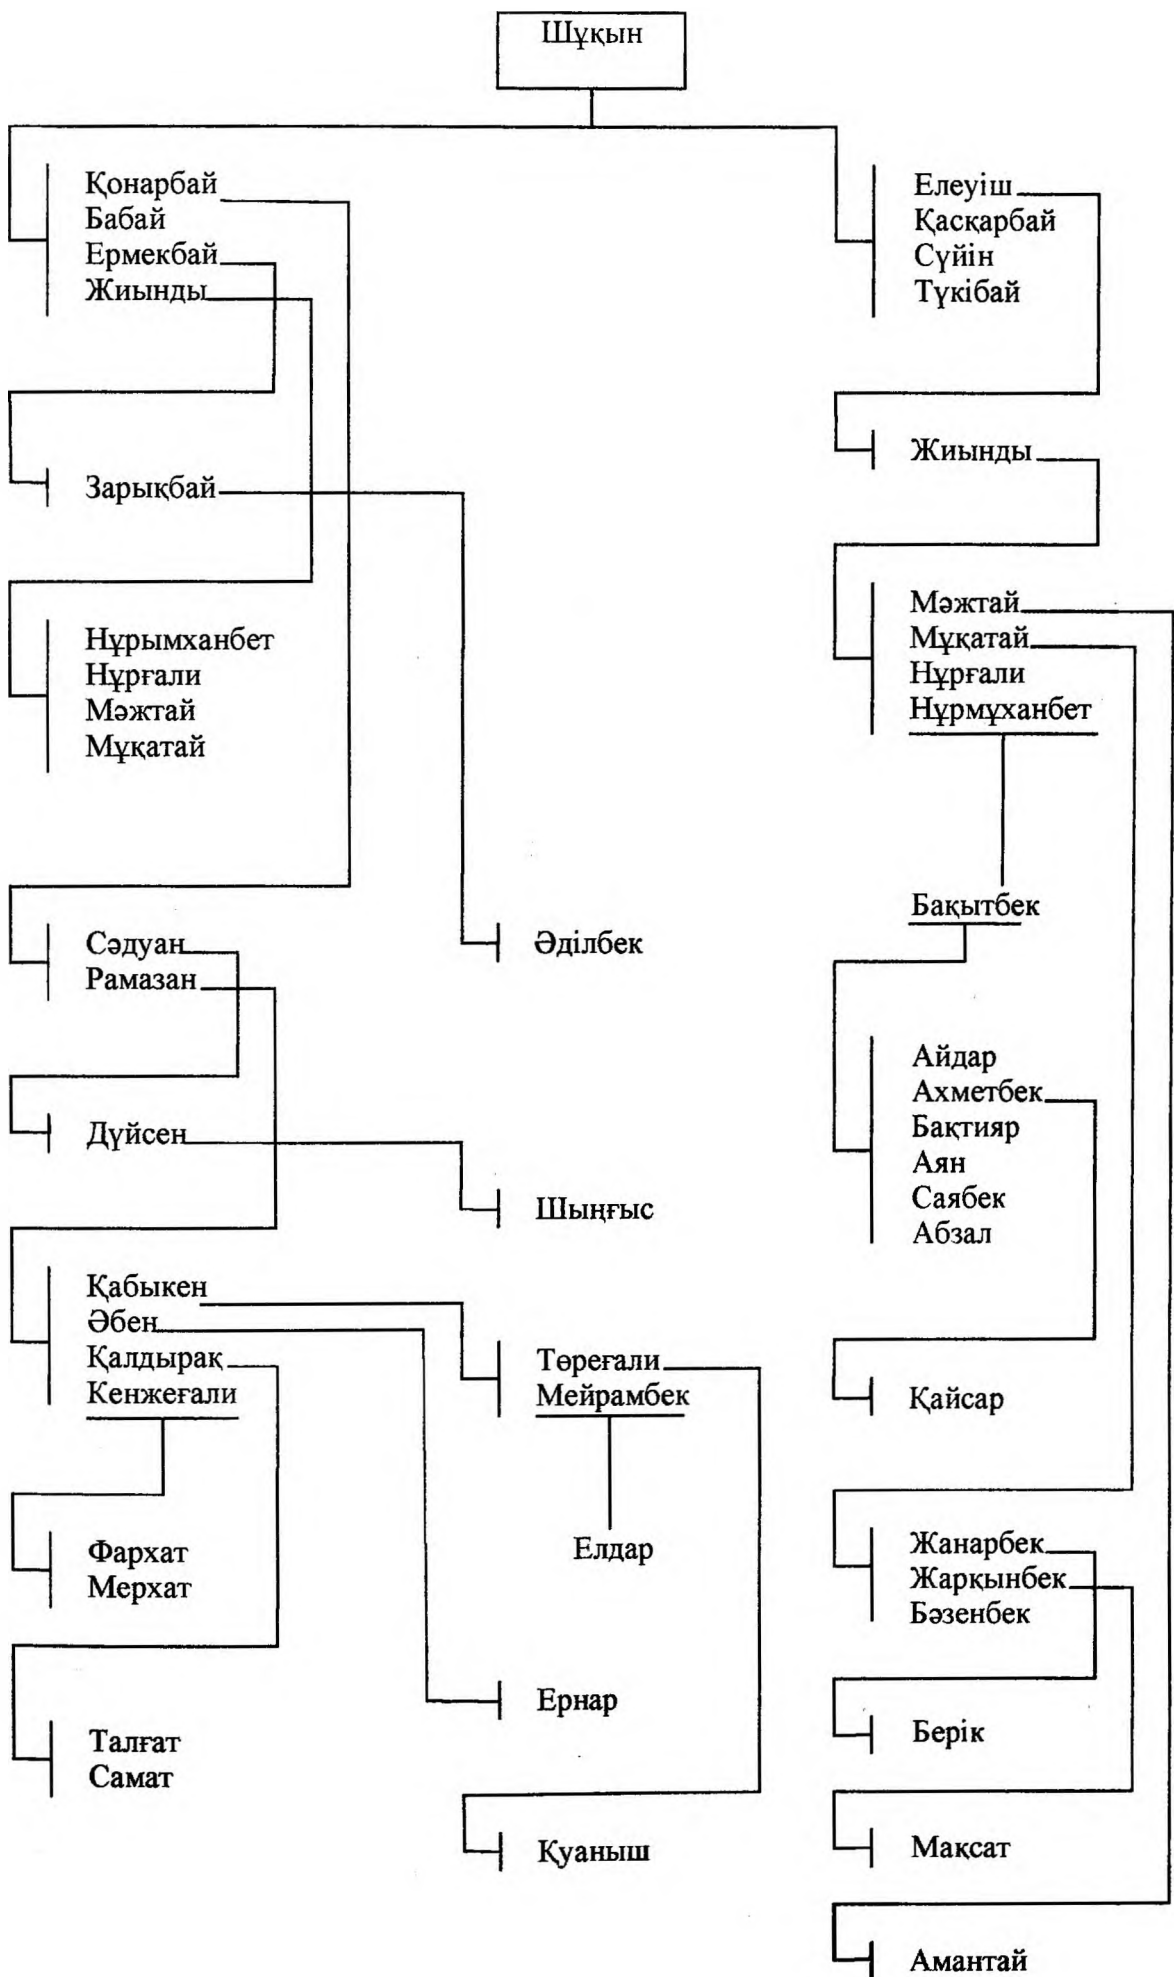 Шұқын
Қонарбай
Бабай
Ермекбай
Жиынды
Зарықбай
Нұрымханбет
Нұрғали
Мәжтай
Мұқатай
Сәдуан
Рамазан
Дүйсен
Қабыкен
Әбен
Қалдырақ
Кенжеғали
Фархат
Мерхат
Талғат
Самат
Әділбек
Шыңғыс
Төреғали
Мейрамбек
Елдар
Ернар
Қуаныш
Елеуіш
Қасқарбай
Сүйін
Түкібай
Жиынды
Мәжтай
Мұқатай
Нұрғали
Нұрмұханбет
Бақытбек
Айдар
Ахметбек
Бақтияр
Аян
Саябек
Абзал
Қайсар
Жанарбек
Жарқынбек
Бәзенбек
Берік
Мақсат
Амантай